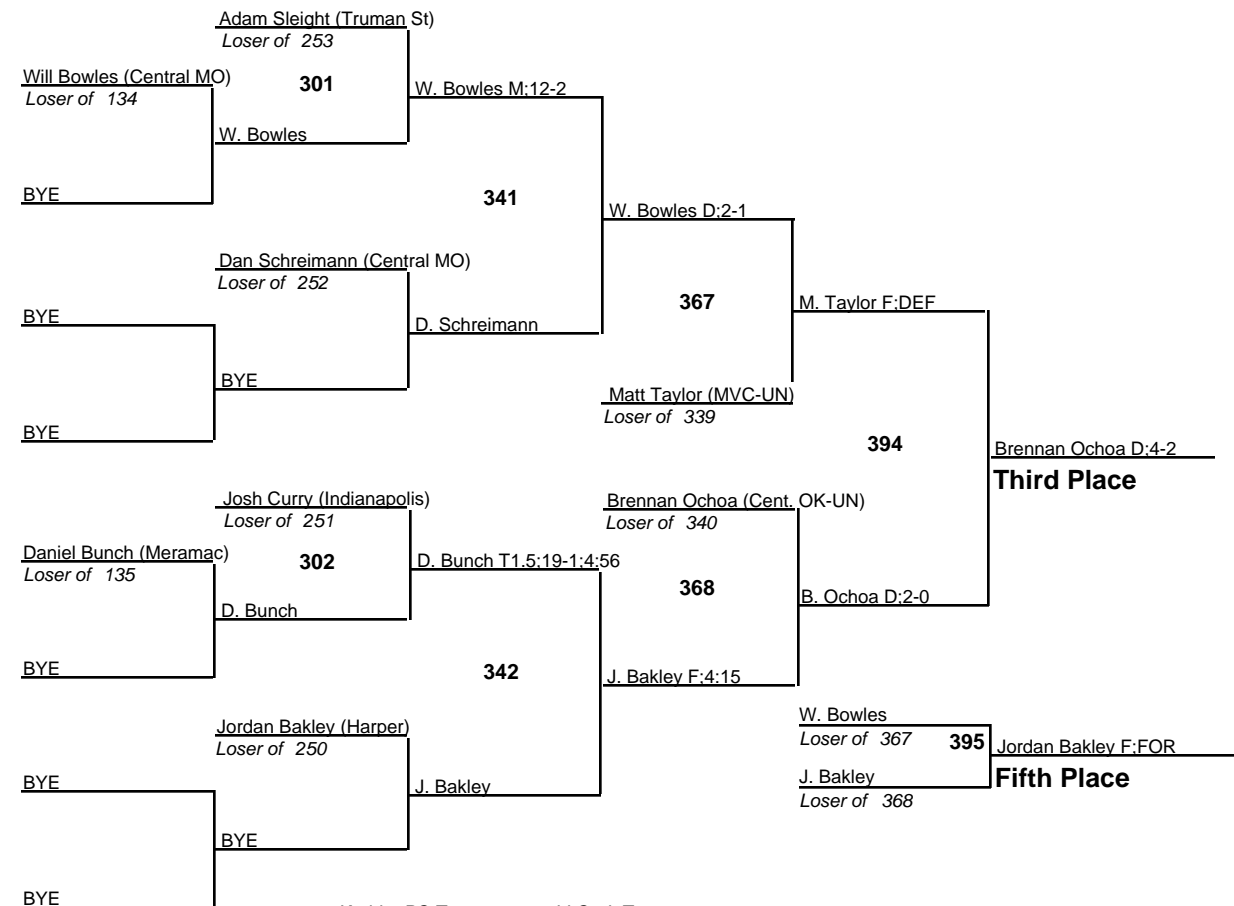 Adam Sleight (Truman St)
Loser of 253
Will Bowles (Central MO)
Loser of 134
301
W. Bowles M;12-2
W. Bowles
BYE
341
W. Bowles D;2-1
Dan Schreimann (Central MO)
Loser of 252
BYE
367
M. Taylor F;DEF
D. Schreimann
BYE
Matt Taylor (MVC-UN)
Loser of 339
BYE
394
Brennan Ochoa D;4-2
Third Place
Josh Curry (Indianapolis)
Loser of 251
Brennan Ochoa (Cent. OK-UN)
Loser of 340
Daniel Bunch (Meramac)
Loser of 135
302
D. Bunch T1.5;19-1;4:56
368
D. Bunch
B. Ochoa D;2-0
BYE
342
J. Bakley F;4:15
Jordan Bakley (Harper)
Loser of 250
W. Bowles
Loser of 367
395
Jordan Bakley F;FOR
Fifth Place
BYE
J. Bakley
J. Bakley
Loser of 368
BYE
BYE